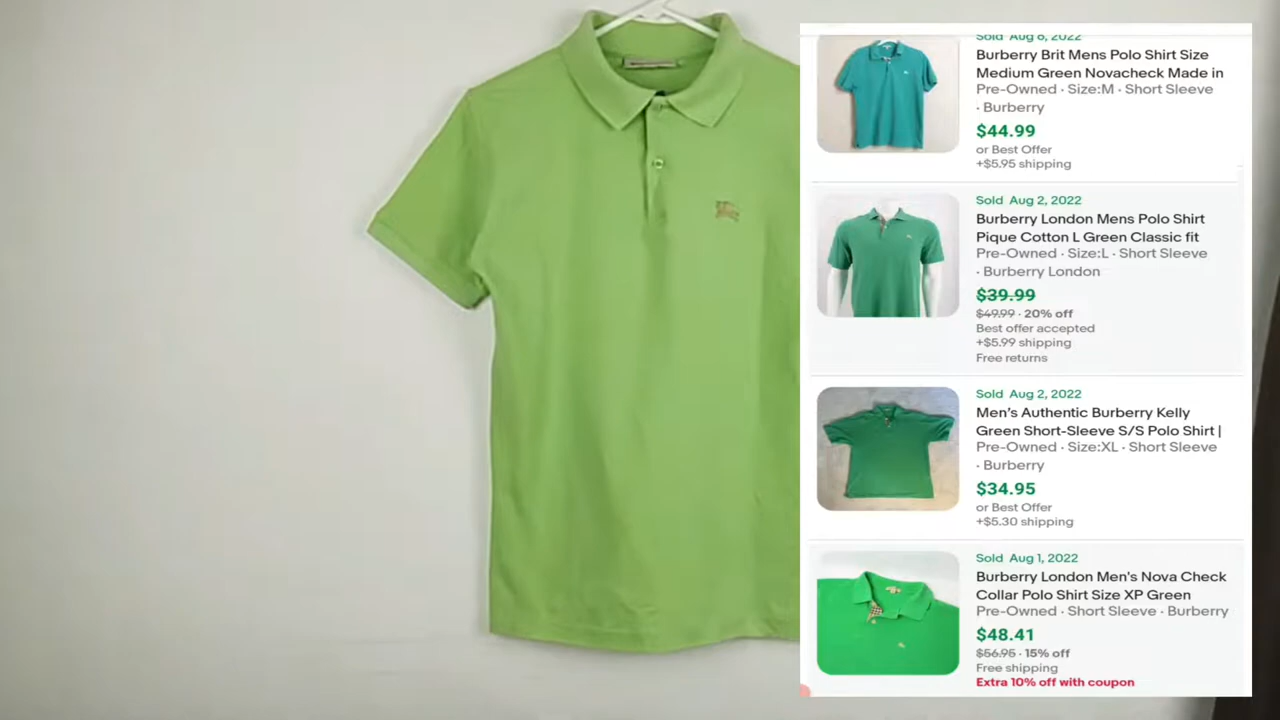 Sold Aug 6, 2022
Burberry Brit Mens Polo Shirt Size
Medium Green Novacheck Made in
Pre-Owned · Size:M · Short Sleeve
· Burberry
$44.99
or Best Offer
+$5.95 shipping
Sold Aug 2, 2022
Burberry London Mens Polo Shirt
Pique Cotton L Green Classic fit
Pre-Owned · Size:L · Short Sleeve
· Burberry London
$39.99
$49.99 · 20% off
Best offer accepted
+$5.99 shipping
Free returns
Sold Aug 2, 2022
Men's Authentic Burberry Kelly
Green Short-Sleeve S/S Polo Shirt |
Pre-Owned · Size:XL · Short Sleeve
· Burberry
$34.95
or Best Offer
+$5.30 shipping
Sold Aug 1, 2022
Burberry London Men's Nova Check
Collar Polo Shirt Size XP Green
Pre-Owned · Short Sleeve · Burberry
$48.41
$56.95 · 15% off
Free shipping
Extra 10% off with coupon